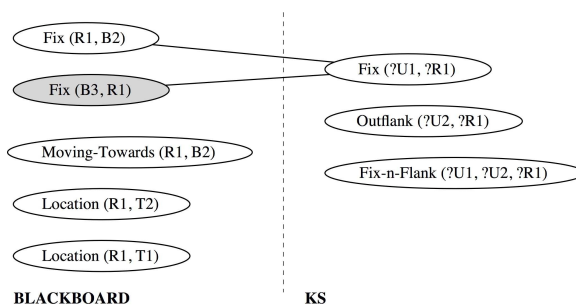 Fix (R1, B2)
Fix (B3, R1)
Moving-Towards (R1, B2)
Location (R1, T2)
Location (R1, T1)
BLACKBOARD
Fix (?U1, ?R1)
Outflank (?U2, ?R1)
Fix-n-Flank (?U1, ?U2, ?R1)
KS